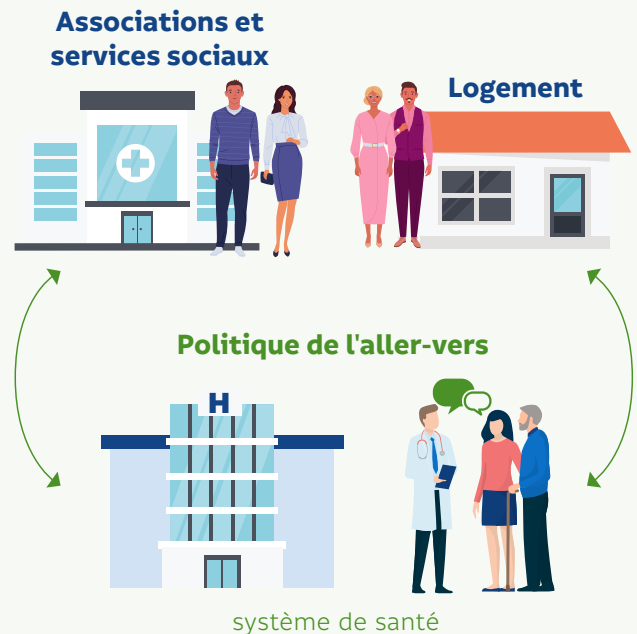 Associations et
services sociaux
Logement
Politique de l'aller-vers
H
système de santé